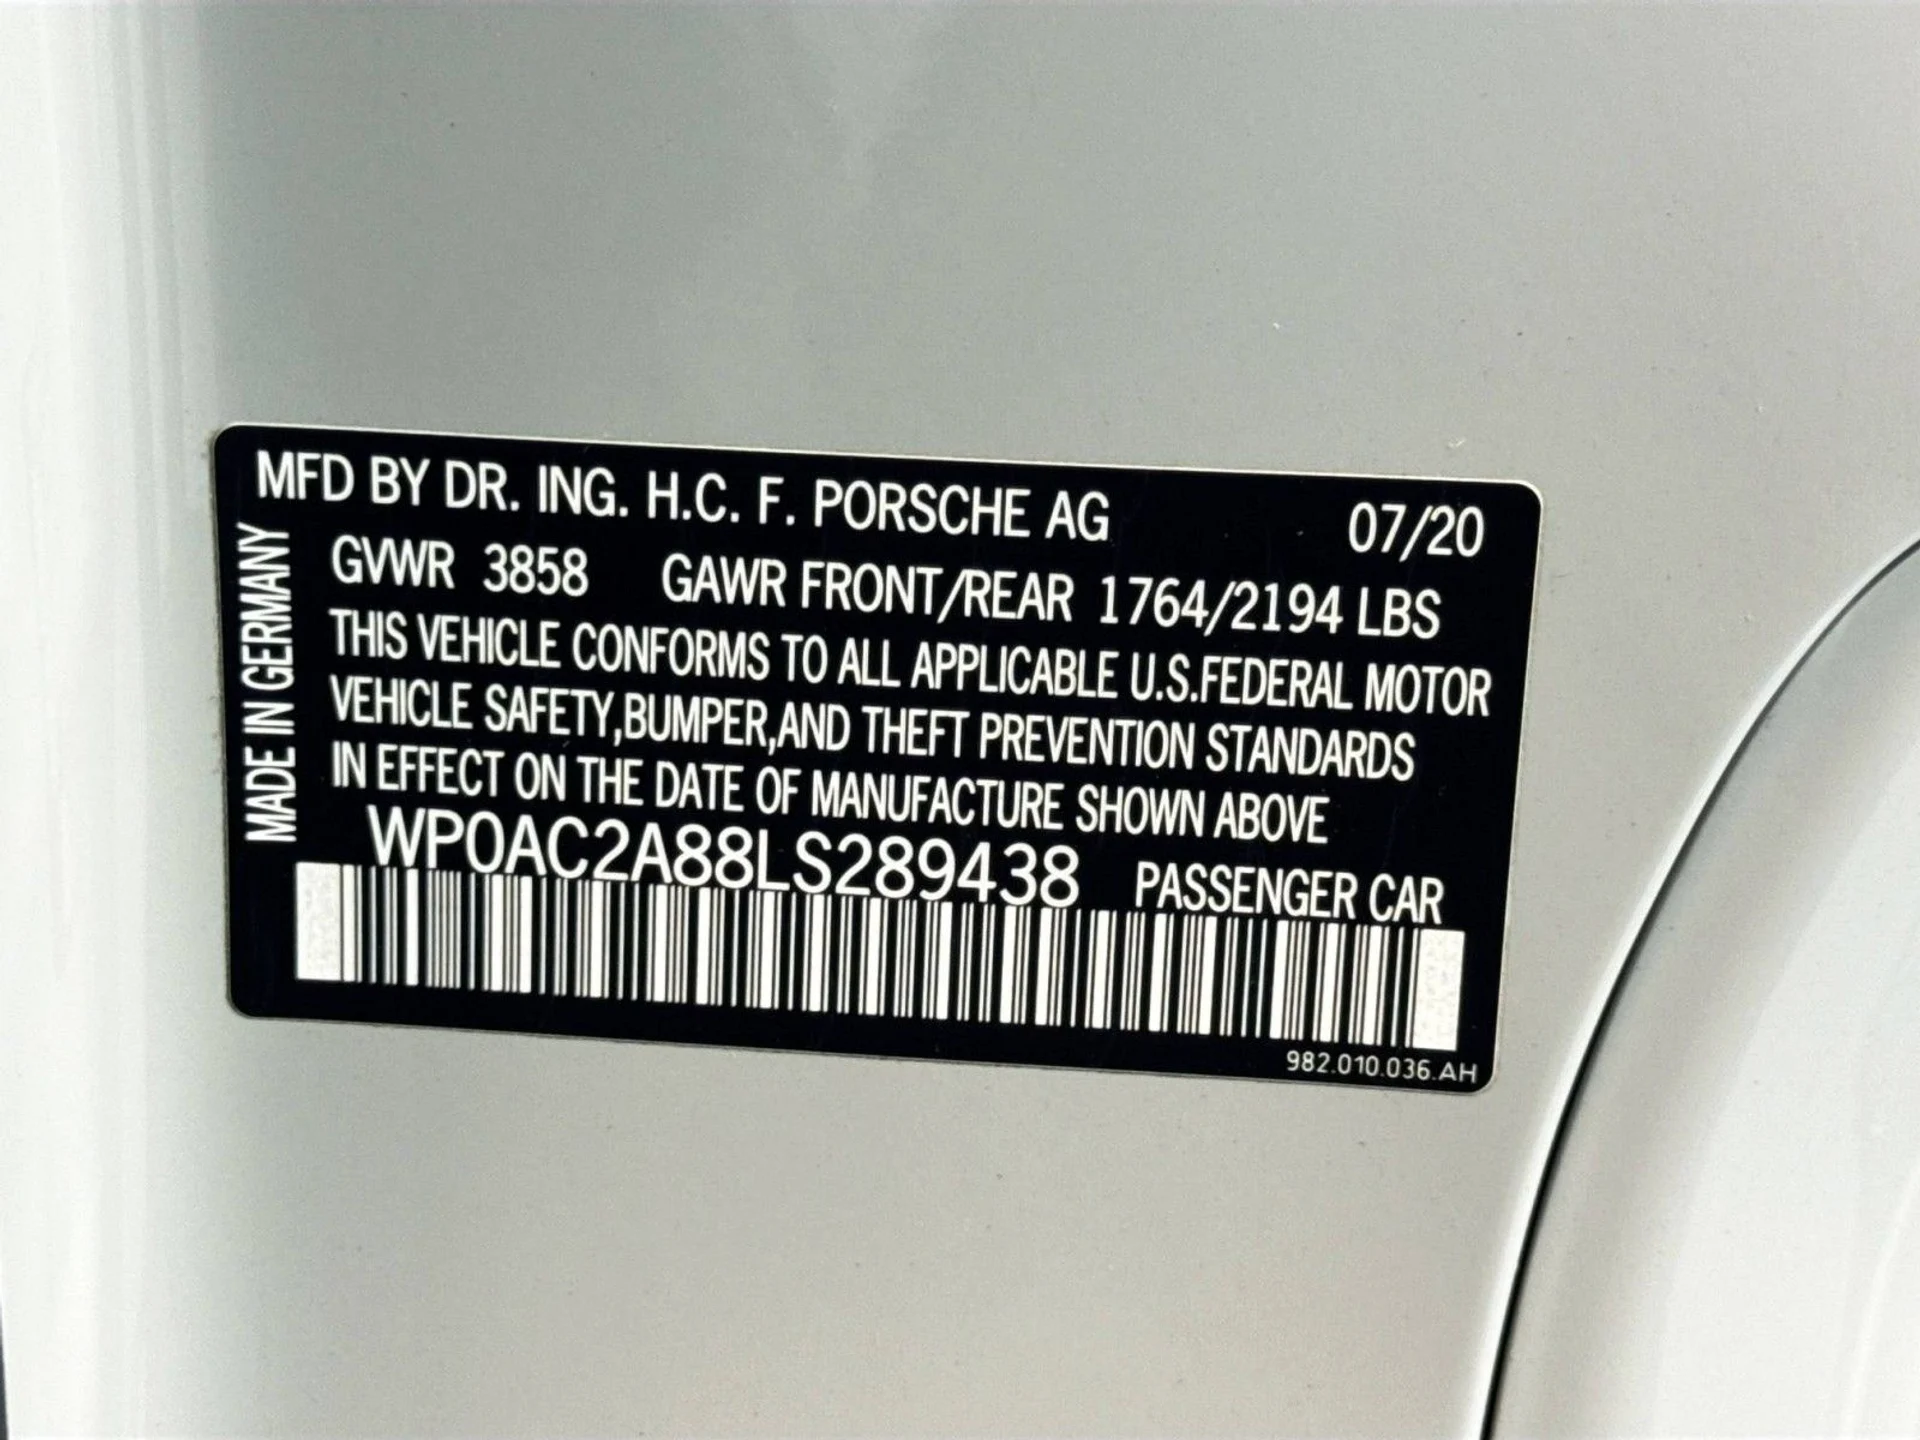 MFD BY DR. ING. H.C. F. PORSCHE AG 07/20
GVWR 3858 GAWR FRONT/REAR 1764/2194 LBS
THIS VEHICLE CONFORMS TO ALL APPLICABLE U.S.FEDERAL MOTOR
VEHICLE SAFETY,BUMPER,AND THEFT PREVENTION STANDARDS
IN EFFECT ON THE DATE OF MANUFACTURE SHOWN ABOVE
WP0AC2A88LS289438 PASSENGER CAR
982.010.036.AH
MADE IN GERMANY